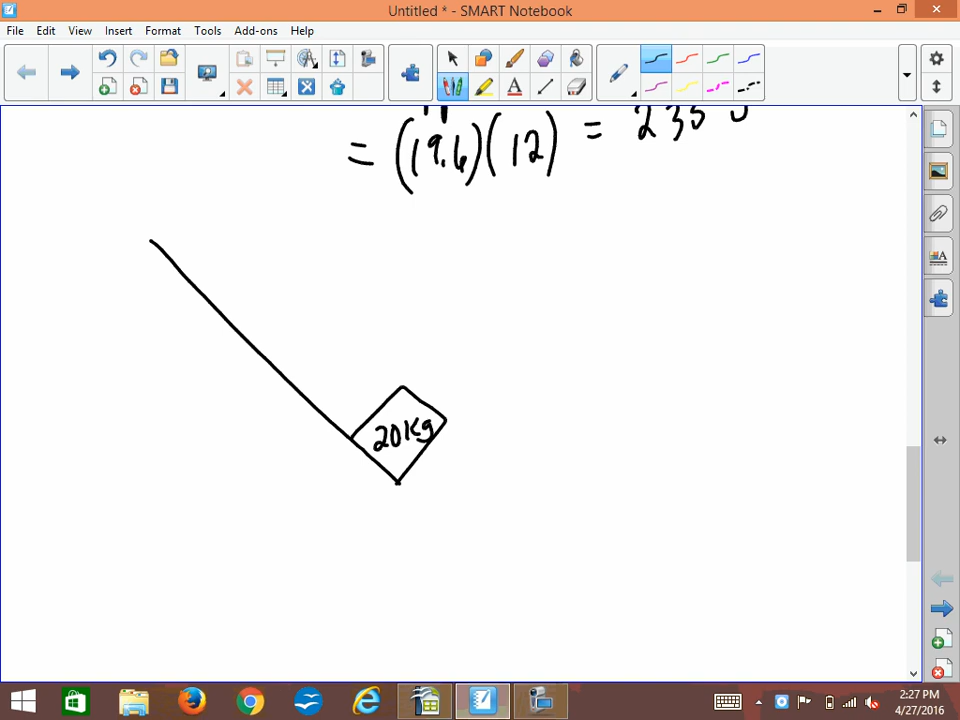 Untitled * - SMART Notebook
File Edit View Insert Format Tools Add-ons Help
= (19.6)(12) = 235 J
20Kg
2:27 PM
4/27/2016